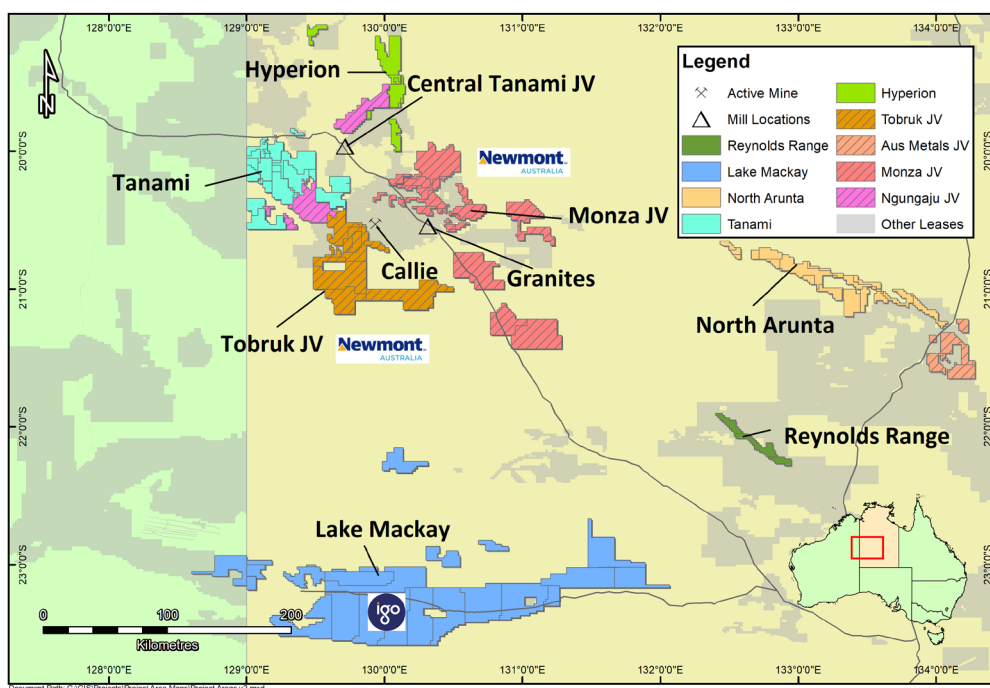 128°0'0"E
129°0'0"E
130°0'0"E
131°0'0"E
132°0'0"E
133°0'0"E
134°0'0"E
Z
Hyperion
Central Tanami JV
Newmont™
AUSTRALIA
Tanami
Monza JV
Callie
Granites
Tobruk JV
Newmont™
AUSTRALIA
North Arunta
Reynolds Range
Lake Mackay
igo
Legend
Active Mine
Mill Locations
Reynolds Range
Lake Mackay
North Arunta
Tanami
Hyperion
Tobruk JV
Aus Metals JV
Monza JV
Ngungaju JV
Other Leases
20°0'0"S
21°0'0"S
22°0'0"S
23°0'0"S
20°0'0"S
21°0'0"S
22°0'0"S
23°0'0"S
0 100 200
Kilometres
128°0'0"E
129°0'0"E
130°0'0"E
131°0'0"E
132°0'0"E
133°0'0"E
134°0'0"E